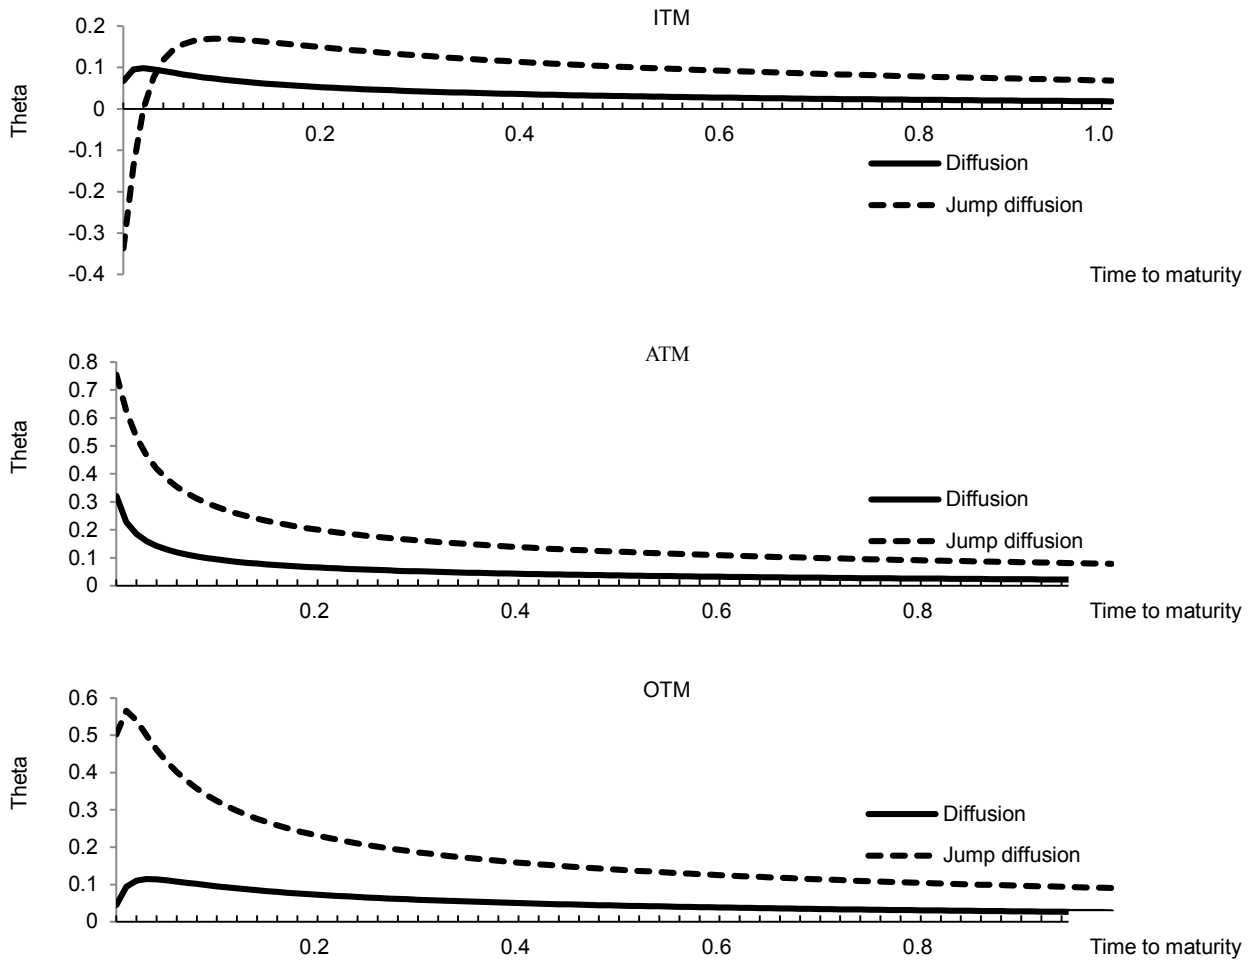 ITM
Theta
0.2
0.1
0
-0.1
-0.2
-0.3
-0.4
0.2 0.4 0.6 0.8 1.0
Diffusion
Jump diffusion
Time to maturity
ATM
Theta
0.8
0.7
0.6
0.5
0.4
0.3
0.2
0.1
0
Diffusion
Jump diffusion
0.2 0.4 0.6 0.8
Time to maturity
OTM
Theta
0.6
0.5
0.4
0.3
0.2
0.1
0
Diffusion
Jump diffusion
0.2 0.4 0.6 0.8
Time to maturity